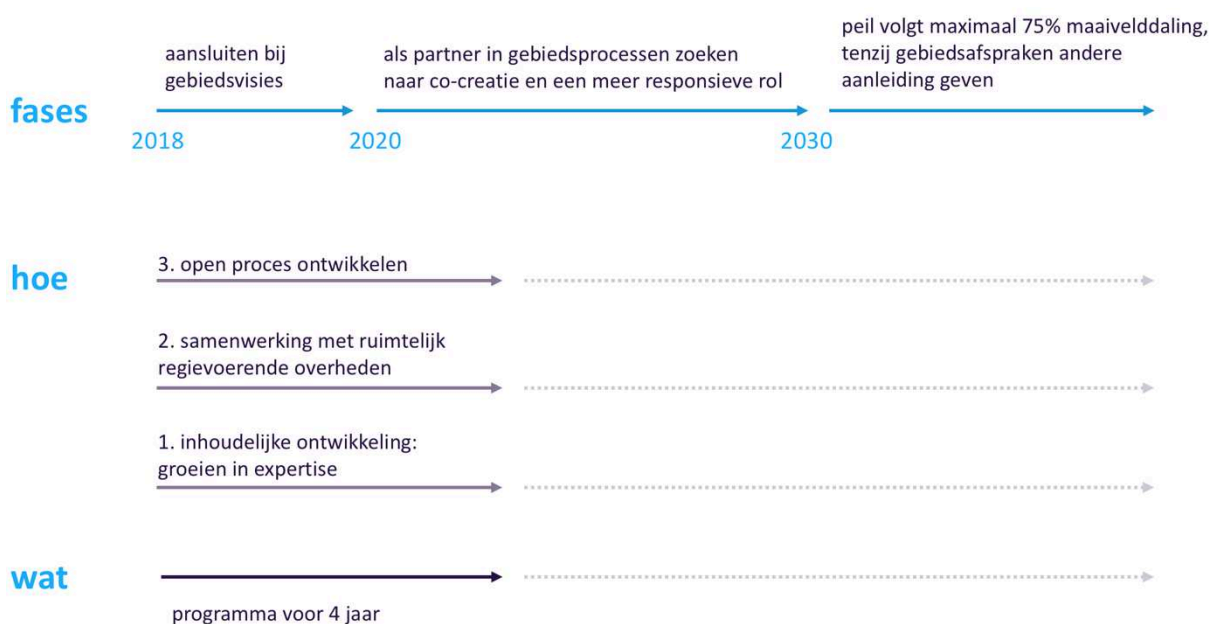 aansluiten bij
gebiedsvisies
als partner in gebiedsprocessen zoeken
naar co-creatie en een meer responsieve rol
peil volgt maximaal 75% maaivelddaling,
tenzij gebiedsafspraken andere
aanleiding geven
fases
2018
2020
2030
hoe
3. open proces ontwikkelen
2. samenwerking met ruimtelijk
regievoerende overheden
1. inhoudelijke ontwikkeling:
groeien in expertise
wat
programma voor 4 jaar